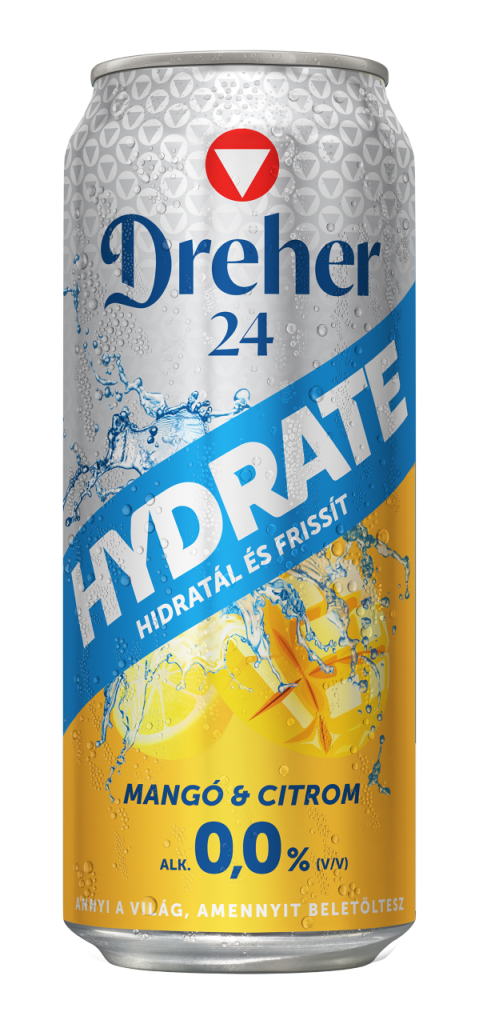 Dreher
24
HYDRATE
HIDRATÁL ÉS FRISSÍT
MANGÓ & CITROM
ALK. 0,0% (V/V)
ANNYI A VILÁG, AMENNYIT BELETÖLTESZ